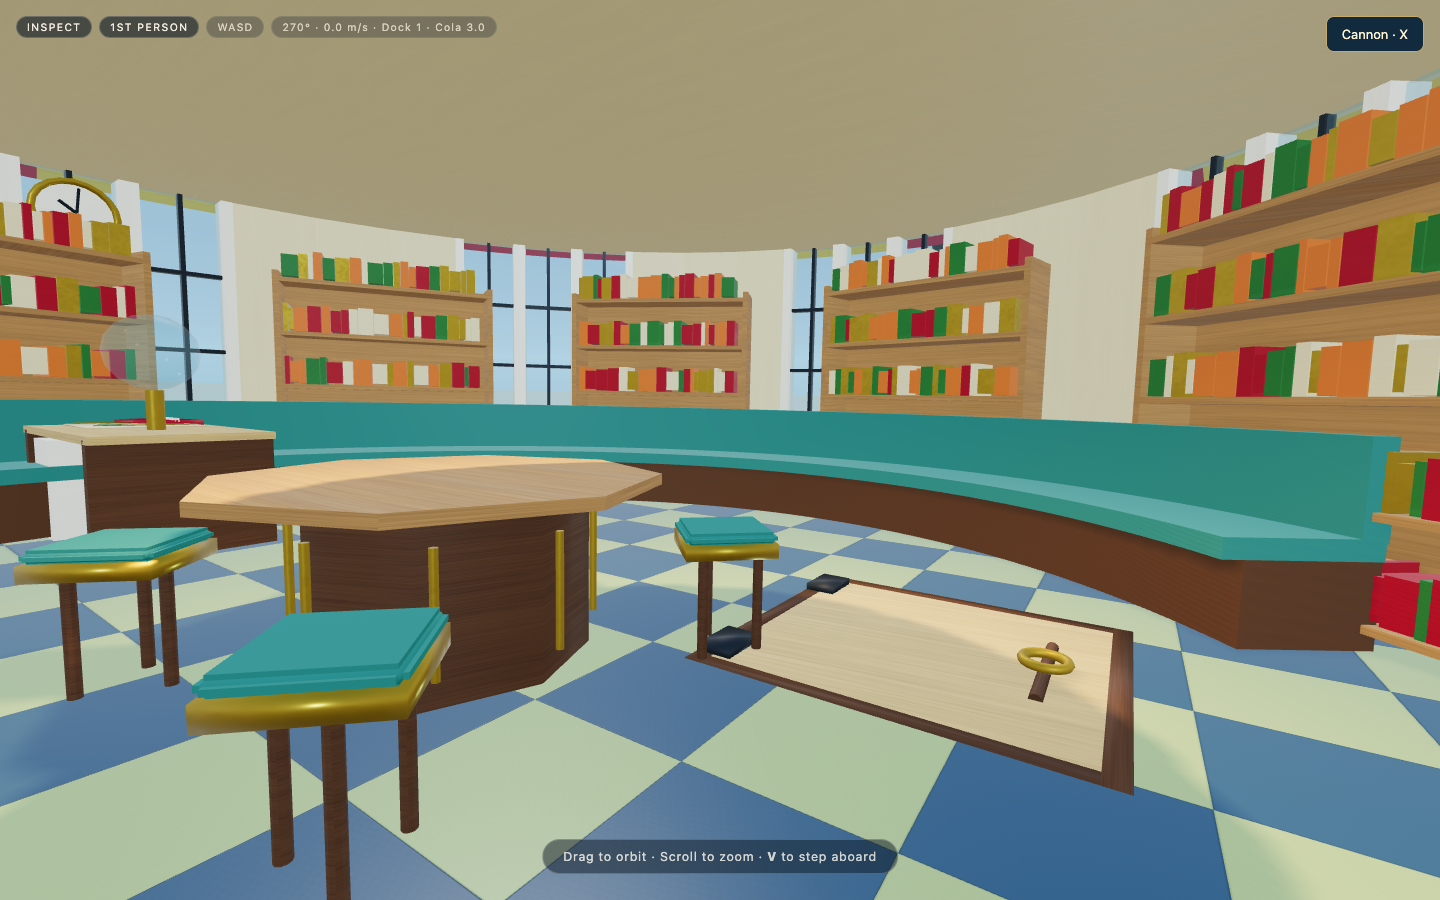 INSPECT 1ST PERSON WASD 270° · 0.0 m/s · Dock 1 · Cola 3.0
Cannon · X
Drag to orbit · Scroll to zoom · V to step aboard